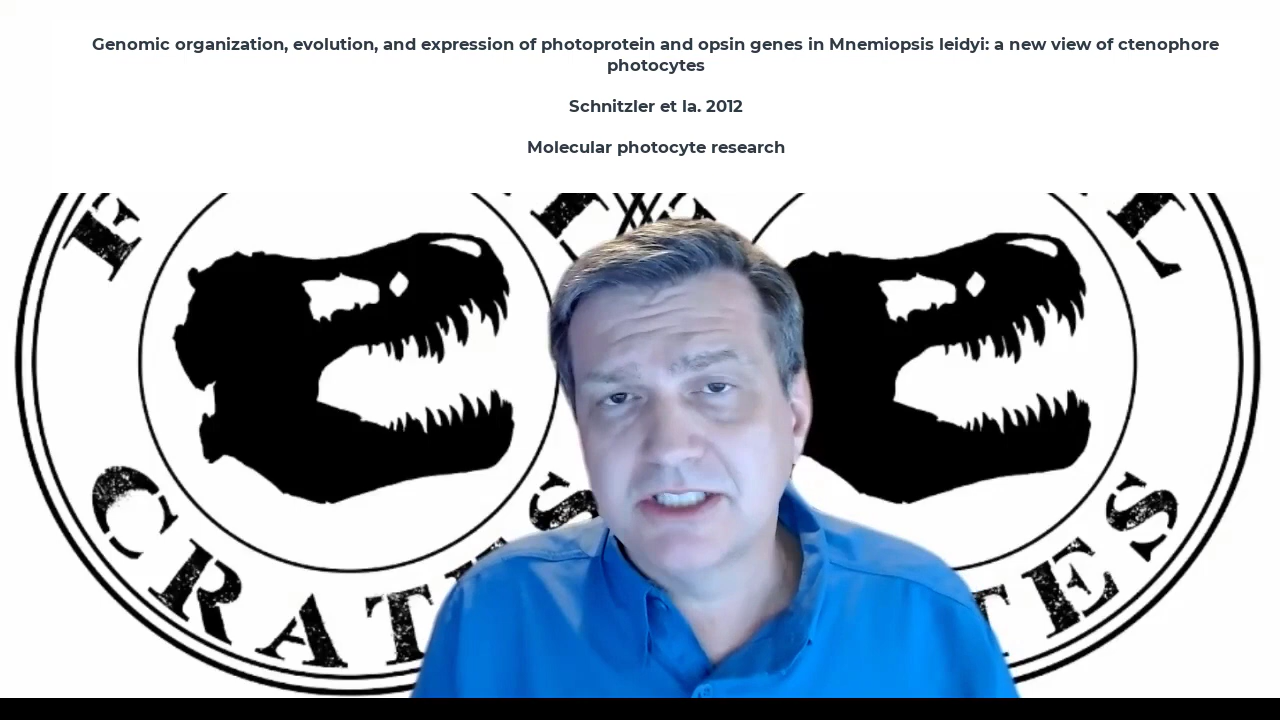 Genomic organization, evolution, and expression of photoprotein and opsin genes in Mnemiopsis leidyi: a new view of ctenophore
photocytes
Schnitzler et la. 2012
Molecular photocyte research
CRATES